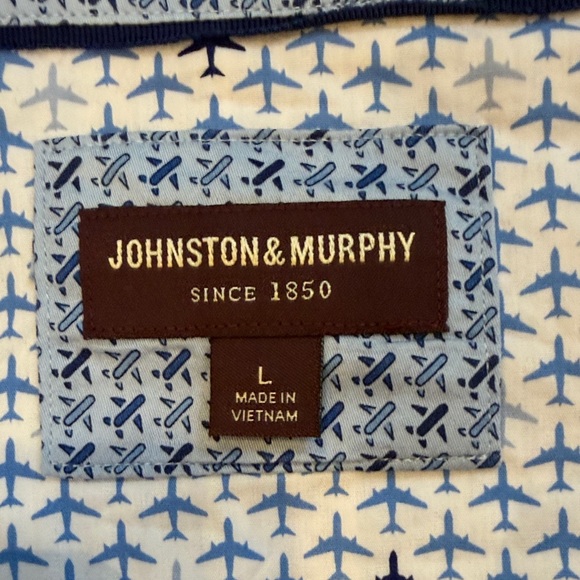 JOHNSTON & MURPHY
SINCE 1850
L
MADE IN
VIETNAM